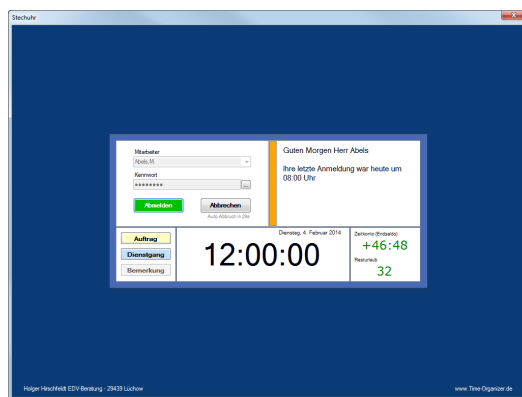 Stechuhr
Mitarbeiter
Abels,M.
Kennwort
********
...
Abmelden
Abbrechen
Auto Abbruch in 29s
Guten Morgen Herr Abels
Ihre letzte Anmeldung war heute um
08:00 Uhr
Auftrag
Dienstgang
Bemerkung
Dienstag, 4. Februar 2014
12:00:00
Zeitkonto (Endsaldo)
+46:48
Resturlaub
32
Holger Hirschfeldt EDV-Beratung - 29439 Lüchow
www.Time-Organizer.de